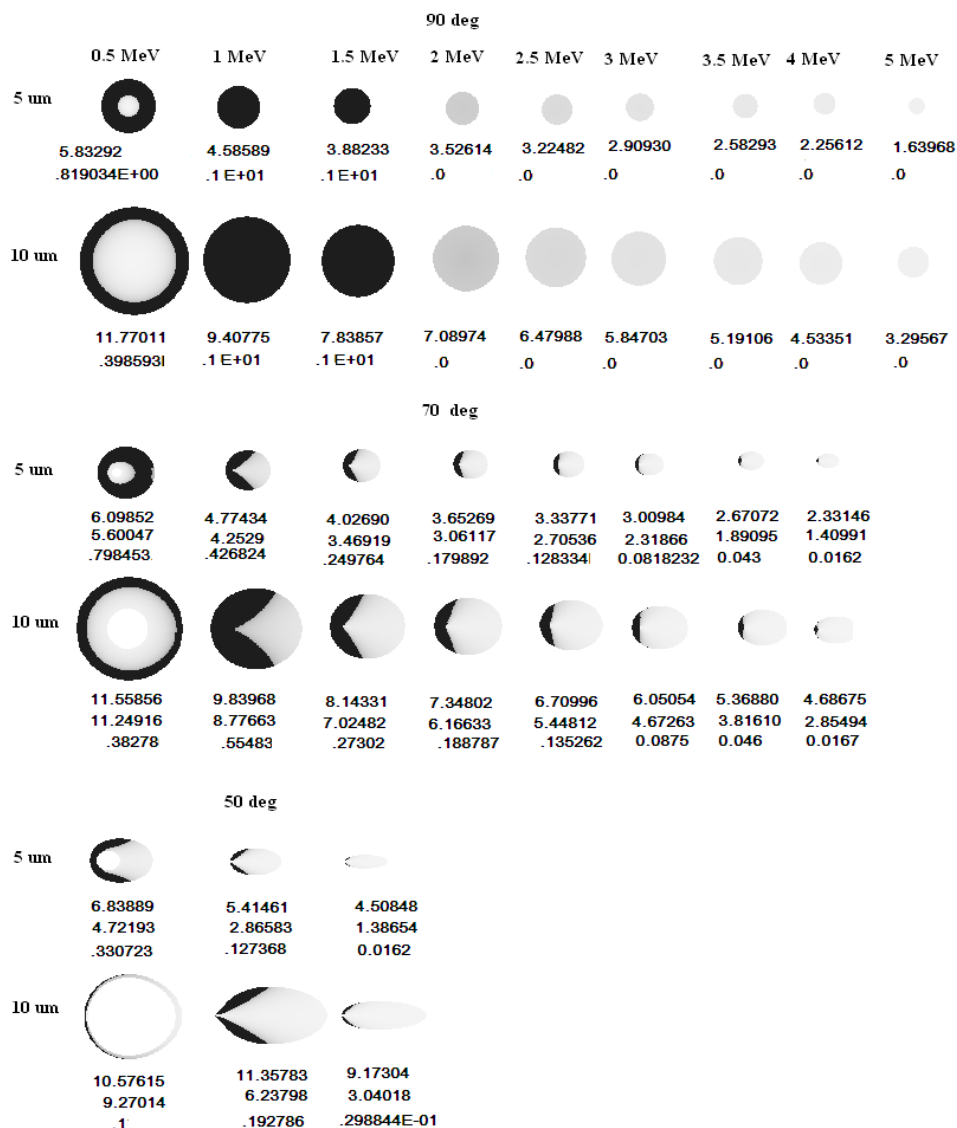 90 deg
0.5 MeV 1 MeV 1.5 MeV 2 MeV 2.5 MeV 3 MeV 3.5 MeV 4 MeV 5 MeV
5 um
5.83292 4.58589 3.88233 3.52614 3.22482 2.90930 2.58293 2.25612 1.63968
.819034E+00 .1 E+01 .1 E+01 .0 .0 .0 .0 .0 .0
10 um
11.77011 9.40775 7.83857 7.08974 6.47988 5.84703 5.19106 4.53351 3.29567
.398593 .1 E+01 .1 E+01 .0 .0 .0 .0 .0 .0
70 deg
5 um
6.09852 4.77434 4.02690 3.65269 3.33771 3.00984 2.67072 2.33146
5.60047 4.2529 3.46919 3.06117 2.70536 2.31866 1.89095 1.40991
.798453 .426824 .249764 .179892 .128334 0.0818232 0.043 0.0162
10 um
11.55856 9.83968 8.14331 7.34802 6.70996 6.05054 5.36880 4.68675
11.24916 8.77663 7.02482 6.16633 5.44812 4.67263 3.81610 2.85494
.38278 .55483 .27302 .188787 .135262 0.0875 0.046 0.0167
50 deg
5 um
6.83889 5.41461 4.50848
4.72193 2.86583 1.38654
.330723 .127368 0.0162
10 um
10.57615 11.35783 9.17304
9.27014 6.23798 3.04018
.1 .192786 .298844E-01